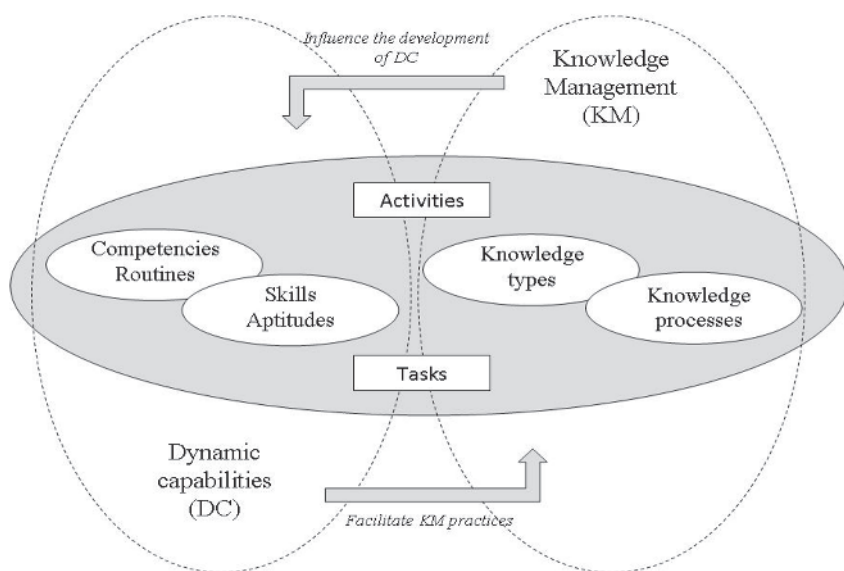 Influence the development
of DC
Knowledge
Management
(KM)
Activities
Competencies
Routines
Skills
Aptitudes
Knowledge
types
Knowledge
processes
Tasks
Dynamic
capabilities
(DC)
Facilitate KM practices